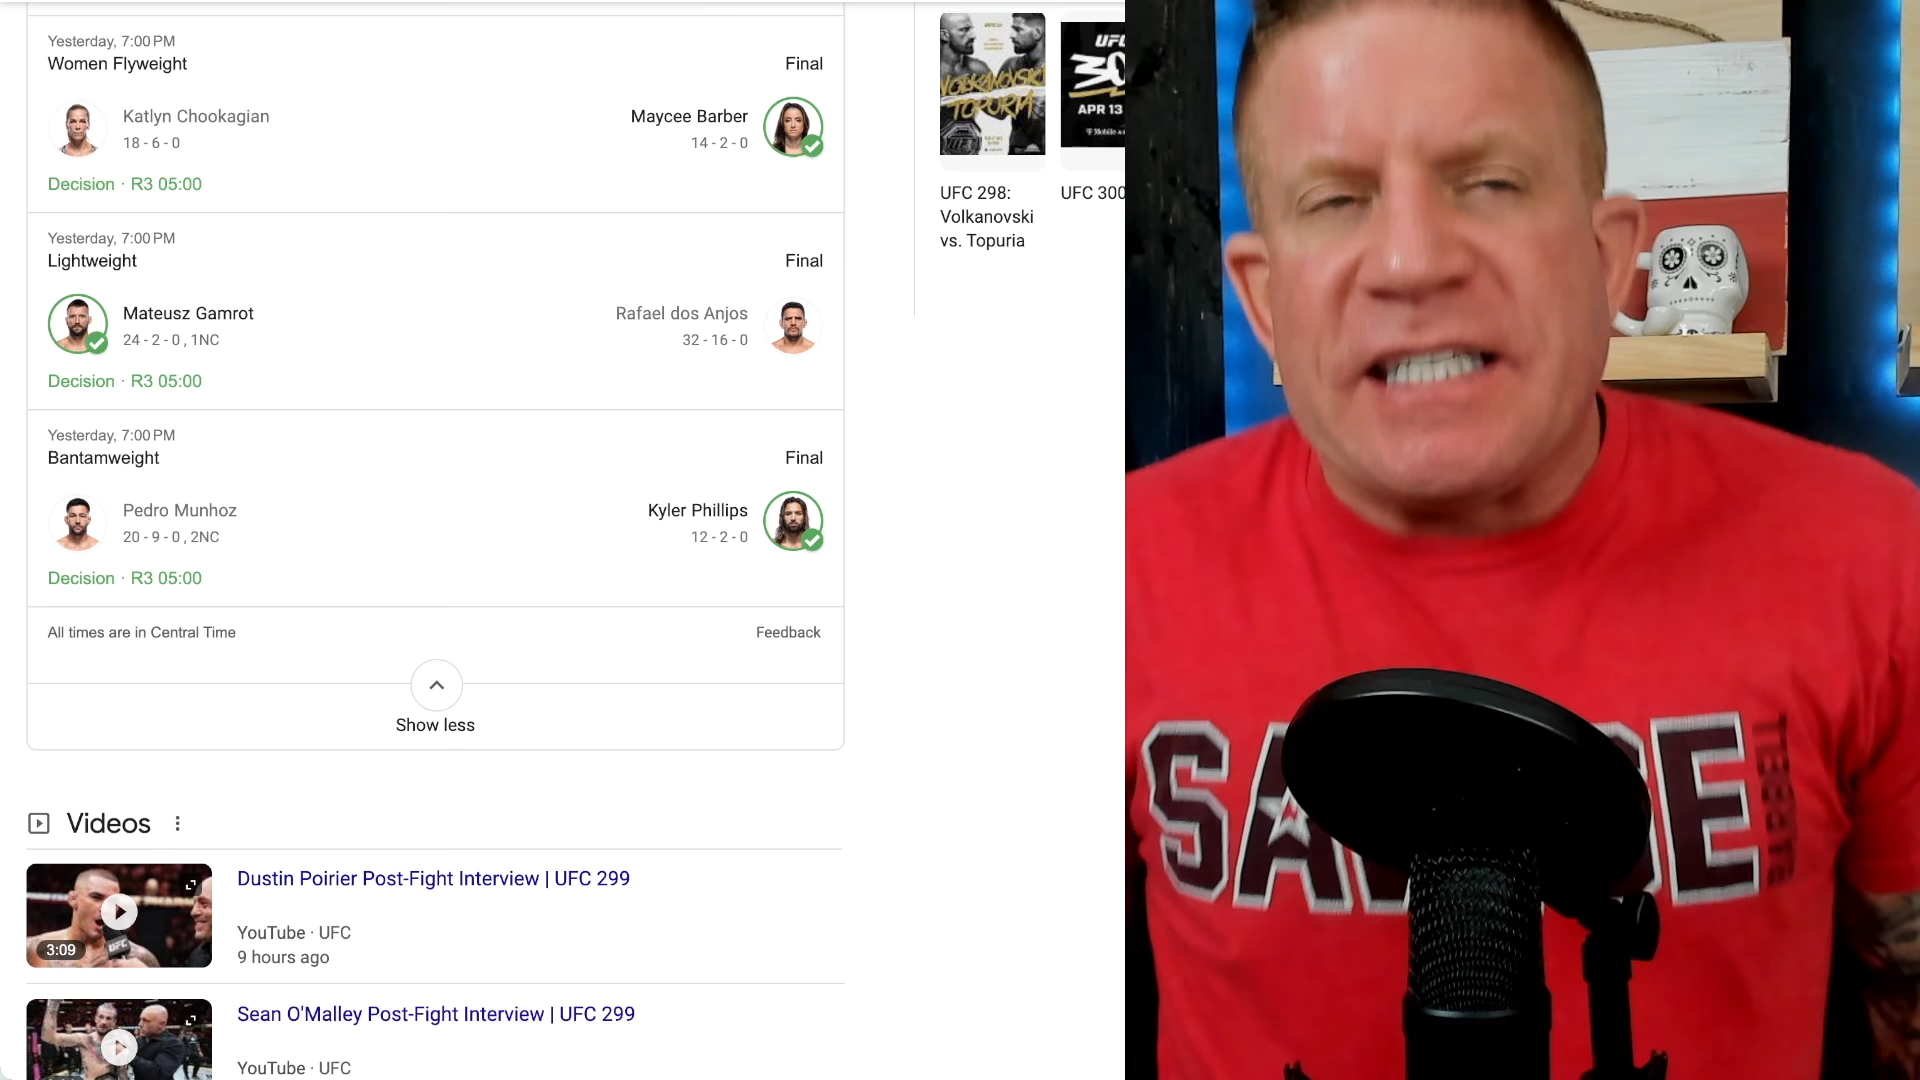 Yesterday, 7:00 PM
Women Flyweight
Final
Katlyn Chookagian
18 - 6 - 0
Maycee Barber
14 - 2 - 0
Decision · R3 05:00
Yesterday, 7:00 PM
Lightweight
Final
Mateusz Gamrot
24 - 2 - 0 , 1NC
Rafael dos Anjos
32 - 16 - 0
Decision · R3 05:00
Yesterday, 7:00 PM
Bantamweight
Final
Pedro Munhoz
20 - 9 - 0 , 2NC
Kyler Phillips
12 - 2 - 0
Decision · R3 05:00
All times are in Central Time
Feedback
Show less
Videos
Dustin Poirier Post-Fight Interview | UFC 299
YouTube · UFC
9 hours ago
3:09
UFC
Sean O'Malley Post-Fight Interview | UFC 299
YouTube · UFC
VOLKANOVSKI
TOPURIA
UFC
30
APR 13
UFC 298:
Volkanovski
vs. Topuria
UFC 300